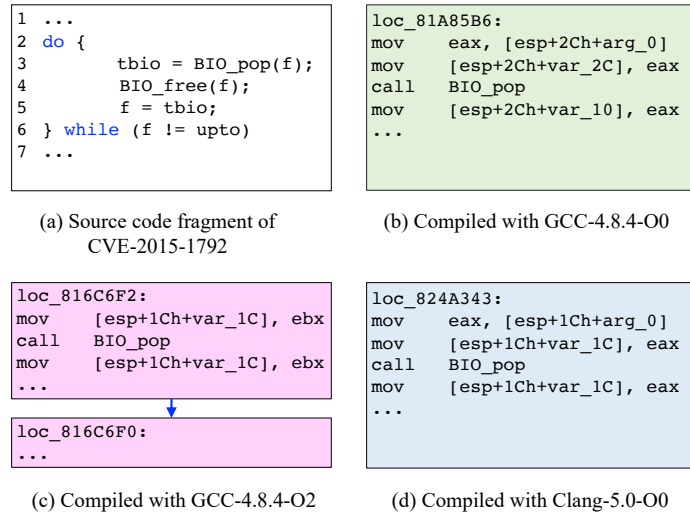 1 ...
2 do {
3 tbio = BIO_pop(f);
4 BIO_free(f);
5 f = tbio;
6 } while (f != upto)
7 ...
(a) Source code fragment of
CVE-2015-1792
loc_81A85B6:
mov eax, [esp+2Ch+arg_0]
mov [esp+2Ch+var_2C], eax
call BIO_pop
mov [esp+2Ch+var_10], eax
...
(b) Compiled with GCC-4.8.4-O0
loc_816C6F2:
mov [esp+1Ch+var_1C], ebx
call BIO_pop
mov [esp+1Ch+var_1C], ebx
...
loc_816C6F0:
...
(c) Compiled with GCC-4.8.4-O2
loc_824A343:
mov eax, [esp+1Ch+arg_0]
mov [esp+1Ch+var_1C], eax
call BIO_pop
mov [esp+1Ch+var_1C], eax
...
(d) Compiled with Clang-5.0-O0